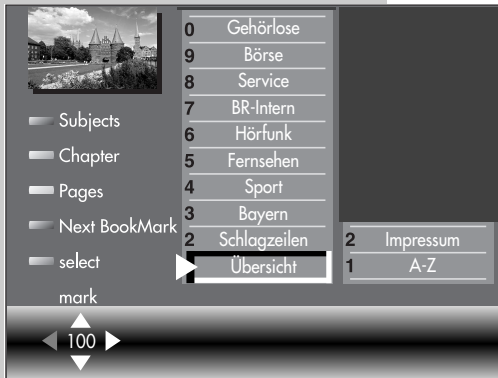 Subjects
Chapter
Pages
Next BookMark
select
mark
100
0 Gehörlose
9 Börse
8 Service
7 BR-Intern
6 Hörfunk
5 Fernsehen
4 Sport
3 Bayern
2 Schlagzeilen
Übersicht
2 Impressum
1 A-Z